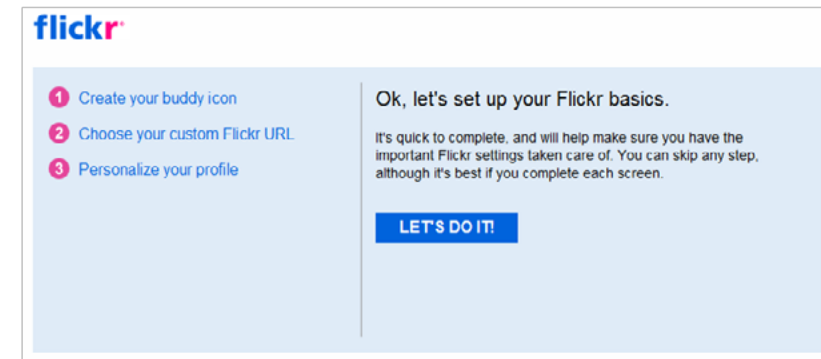 flickr
1 Create your buddy icon
2 Choose your custom Flickr URL
3 Personalize your profile
Ok, let's set up your Flickr basics.
It's quick to complete, and will help make sure you have the
important Flickr settings taken care of. You can skip any step,
although it's best if you complete each screen.
LET'S DO IT!